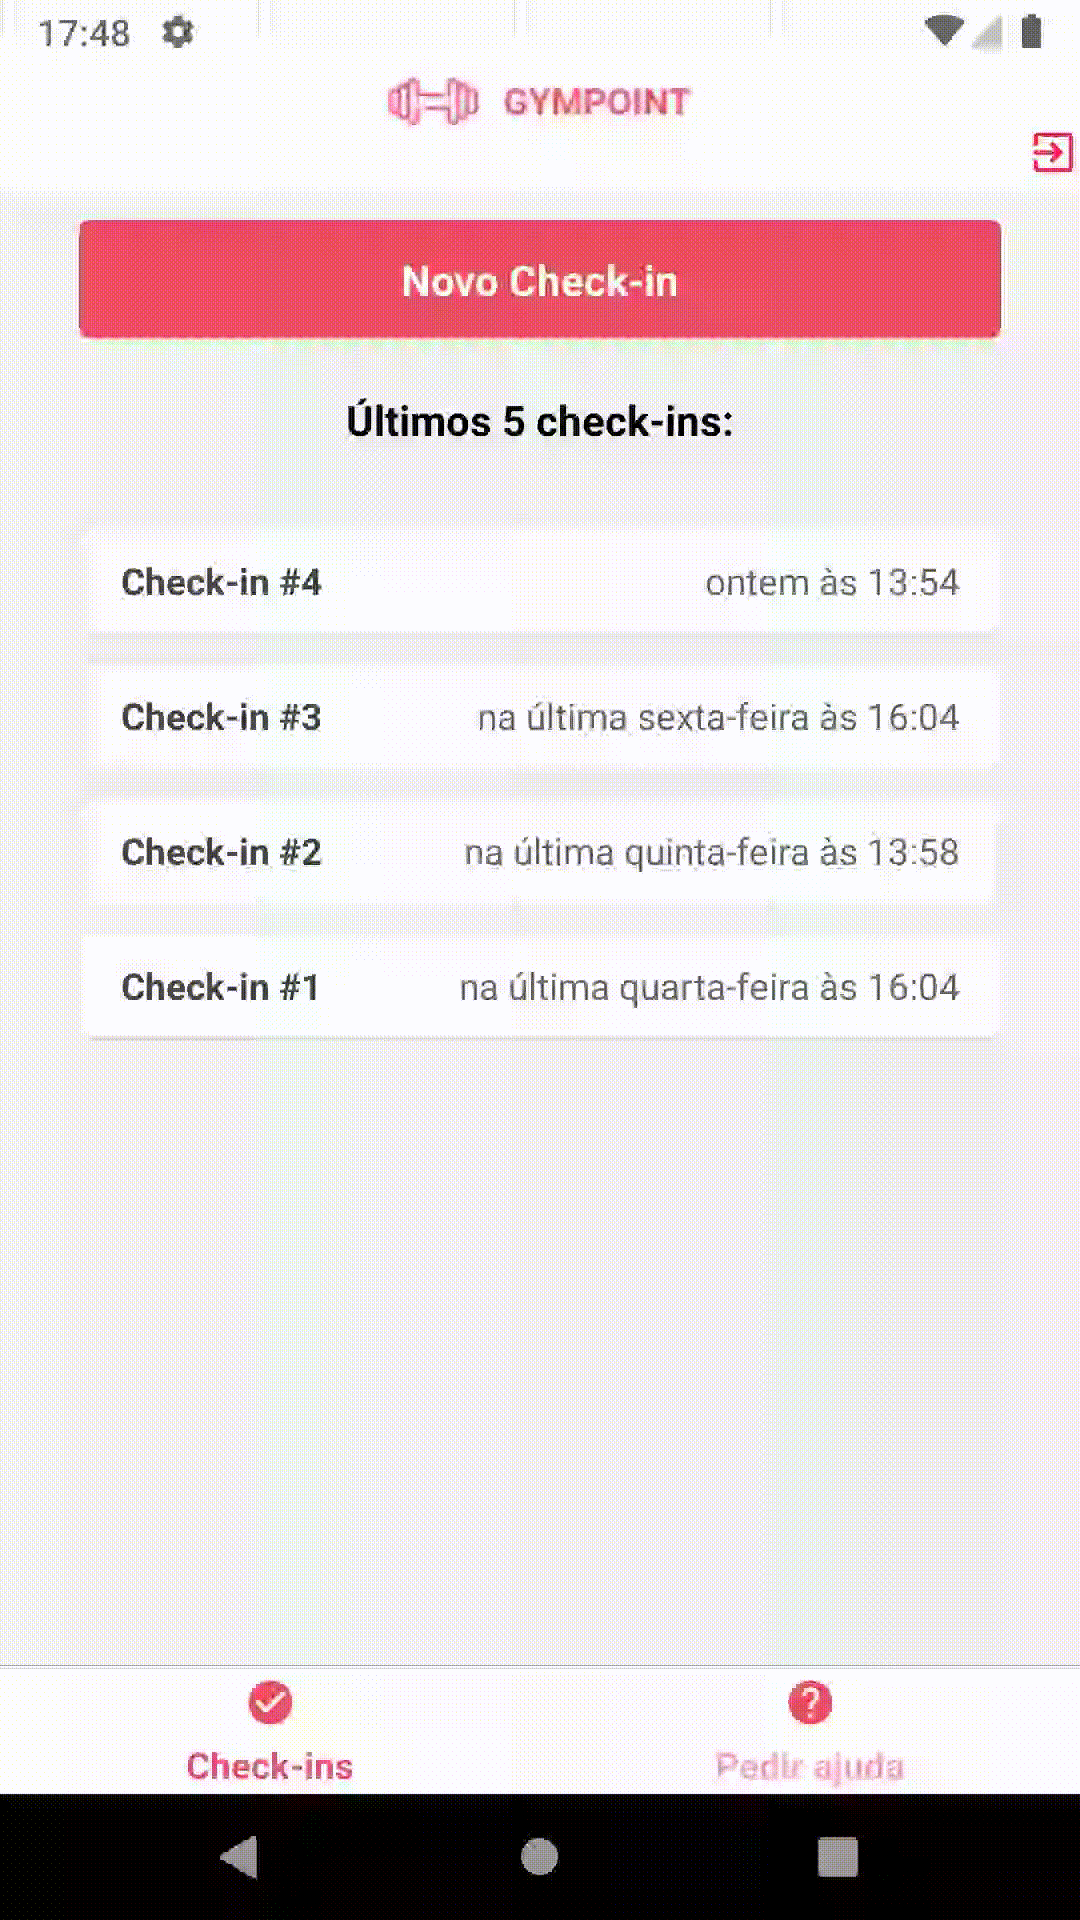 17:48
GYMPOINT
Novo Check-in
Últimos 5 check-ins:
Check-in #4 ontem às 13:54
Check-in #3 na última sexta-feira às 16:04
Check-in #2 na última quinta-feira às 13:58
Check-in #1 na última quarta-feira às 16:04
Check-ins Pedir ajuda